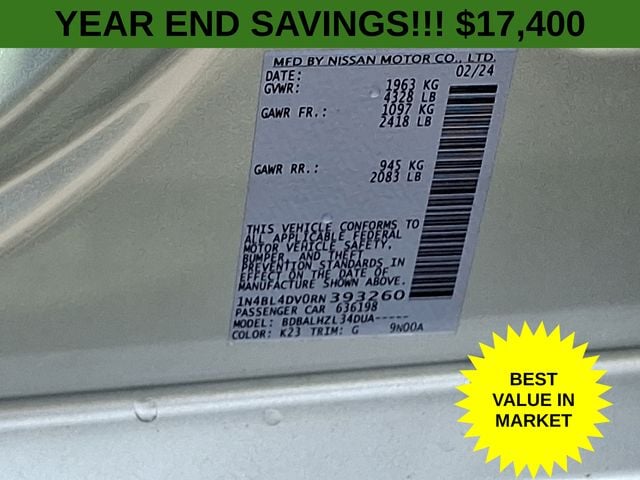 YEAR END SAVINGS!!! $17,400
MFD BY NISSAN MOTOR CO., LTD.
DATE: 02/24
GVWR: 1963 KG
4328 LB
GAWR FR.: 1097 KG
2418 LB
GAWR RR.: 945 KG
2083 LB
THIS VEHICLE CONFORMS TO
ALL APPLICABLE FEDERAL
MOTOR VEHICLE SAFETY,
BUMPER, AND THEFT
PREVENTION STANDARDS IN
EFFECT ON THE DATE OF
MANUFACTURE SHOWN ABOVE.
1N4BL4DV0RN393260
PASSENGER CAR 636198
MODEL: BDBALHZL34DUA-----
COLOR: K23 TRIM: G 9N00A
BEST
VALUE IN
MARKET